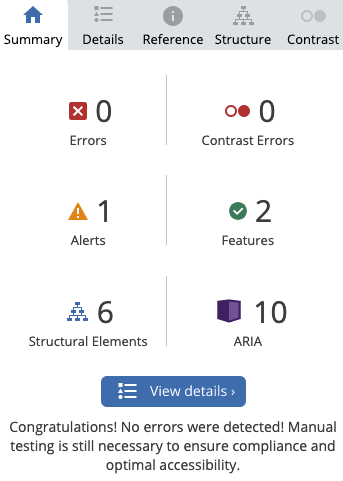 Summary Details Reference Structure Contrast
0 0
Errors Contrast Errors
1 2
Alerts Features
6 10
Structural Elements ARIA
View details ›
Congratulations! No errors were detected! Manual
testing is still necessary to ensure compliance and
optimal accessibility.